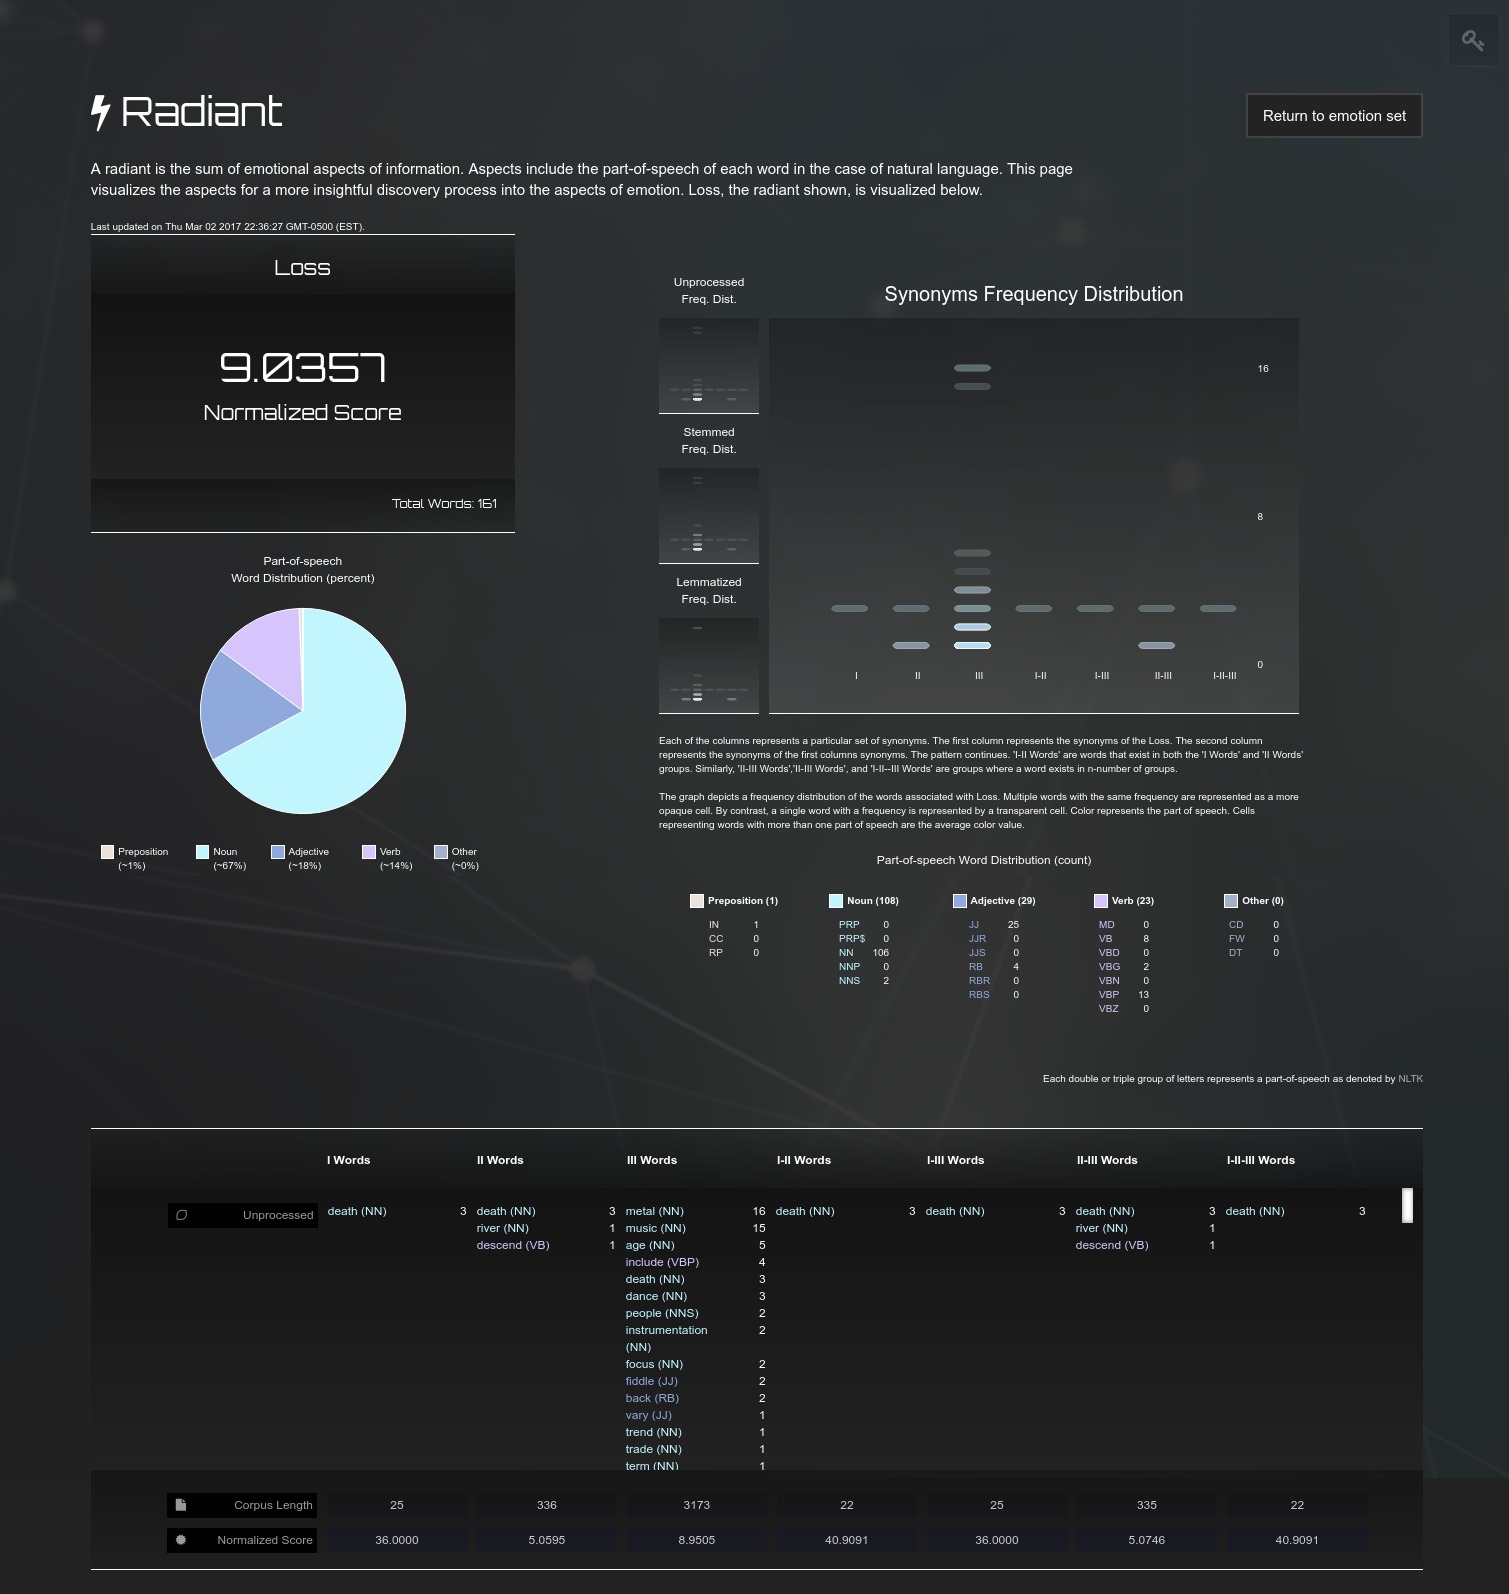 Radiant
Return to emotion set
A radiant is the sum of emotional aspects of information. Aspects include the part-of-speech of each word in the case of natural language. This page
visualizes the aspects for a more insightful discovery process into the aspects of emotion. Loss, the radiant shown, is visualized below.
Last updated on Thu Mar 02 2017 22:36:27 GMT-0500 (EST).
Loss
9.0357
Normalized Score
Total Words: 161
Part-of-speech
Word Distribution (percent)
Preposition Noun Adjective Verb Other
(~1%) (~67%) (~18%) (~14%) (~0%)
Unprocessed
Freq. Dist.
Stemmed
Freq. Dist.
Lemmatized
Freq. Dist.
Synonyms Frequency Distribution
16
8
0
I II III I-II I-III II-III I-II-III
Each of the columns represents a particular set of synonyms. The first column represents the synonyms of the Loss. The second column
represents the synonyms of the first columns synonyms. The pattern continues. 'I-II Words' are words that exist in both the 'I Words' and 'II Words'
groups. Similarly, 'II-III Words','II-III Words', and 'I-II--III Words' are groups where a word exists in n-number of groups.
The graph depicts a frequency distribution of the words associated with Loss. Multiple words with the same frequency are represented as a more
opaque cell. By contrast, a single word with a frequency is represented by a transparent cell. Color represents the part of speech. Cells
representing words with more than one part of speech are the average color value.
Part-of-speech Word Distribution (count)
Preposition (1) Noun (108) Adjective (29) Verb (23) Other (0)
IN 1 PRP 0 JJ 25 MD 0 CD 0
CC 0 PRP$ 0 JJR 0 VB 8 FW 0
RP 0 NN 106 JJS 0 VBD 0 DT 0
NNP 0 RB 4 VBG 2
NNS 2 RBR 0 VBN 0
RBS 0 VBP 13
VBZ 0
Each double or triple group of letters represents a part-of-speech as denoted by NLTK
I Words II Words III Words I-II Words I-III Words II-III Words I-II-III Words
Unprocessed death (NN) 3 death (NN) 3 metal (NN) 16 death (NN) 3 death (NN) 3 death (NN) 3 death (NN) 3
river (NN) 1 music (NN) 15 river (NN) 1
descend (VB) 1 age (NN) 5 descend (VB) 1
include (VBP) 4
death (NN) 3
dance (NN) 3
people (NNS) 2
instrumentation 2
(NN)
focus (NN) 2
fiddle (JJ) 2
back (RB) 2
vary (JJ) 1
trend (NN) 1
trade (NN) 1
term (NN) 1
Corpus Length 25 336 3173 22 25 335 22
Normalized Score 36.0000 5.0595 8.9505 40.9091 36.0000 5.0746 40.9091